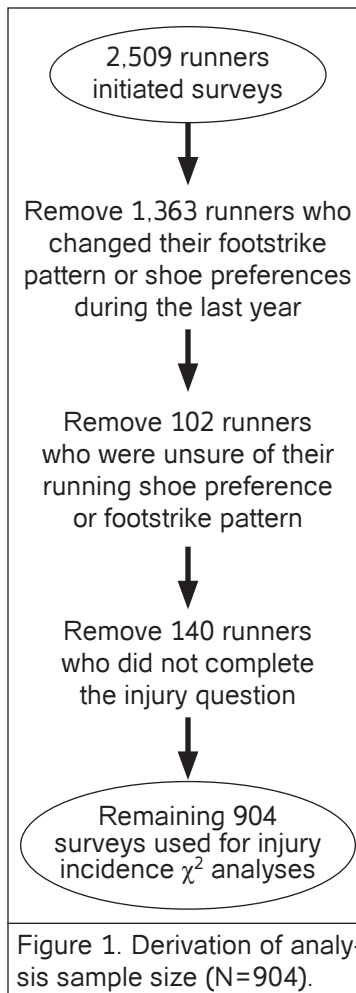 2,509 runners
initiated surveys
Remove 1,363 runners who
changed their footstrike
pattern or shoe preferences
during the last year
Remove 102 runners
who were unsure of their
running shoe preference
or footstrike pattern
Remove 140 runners
who did not complete
the injury question
Remaining 904
surveys used for injury
incidence χ² analyses
Figure 1. Derivation of analy-
sis sample size (N=904).